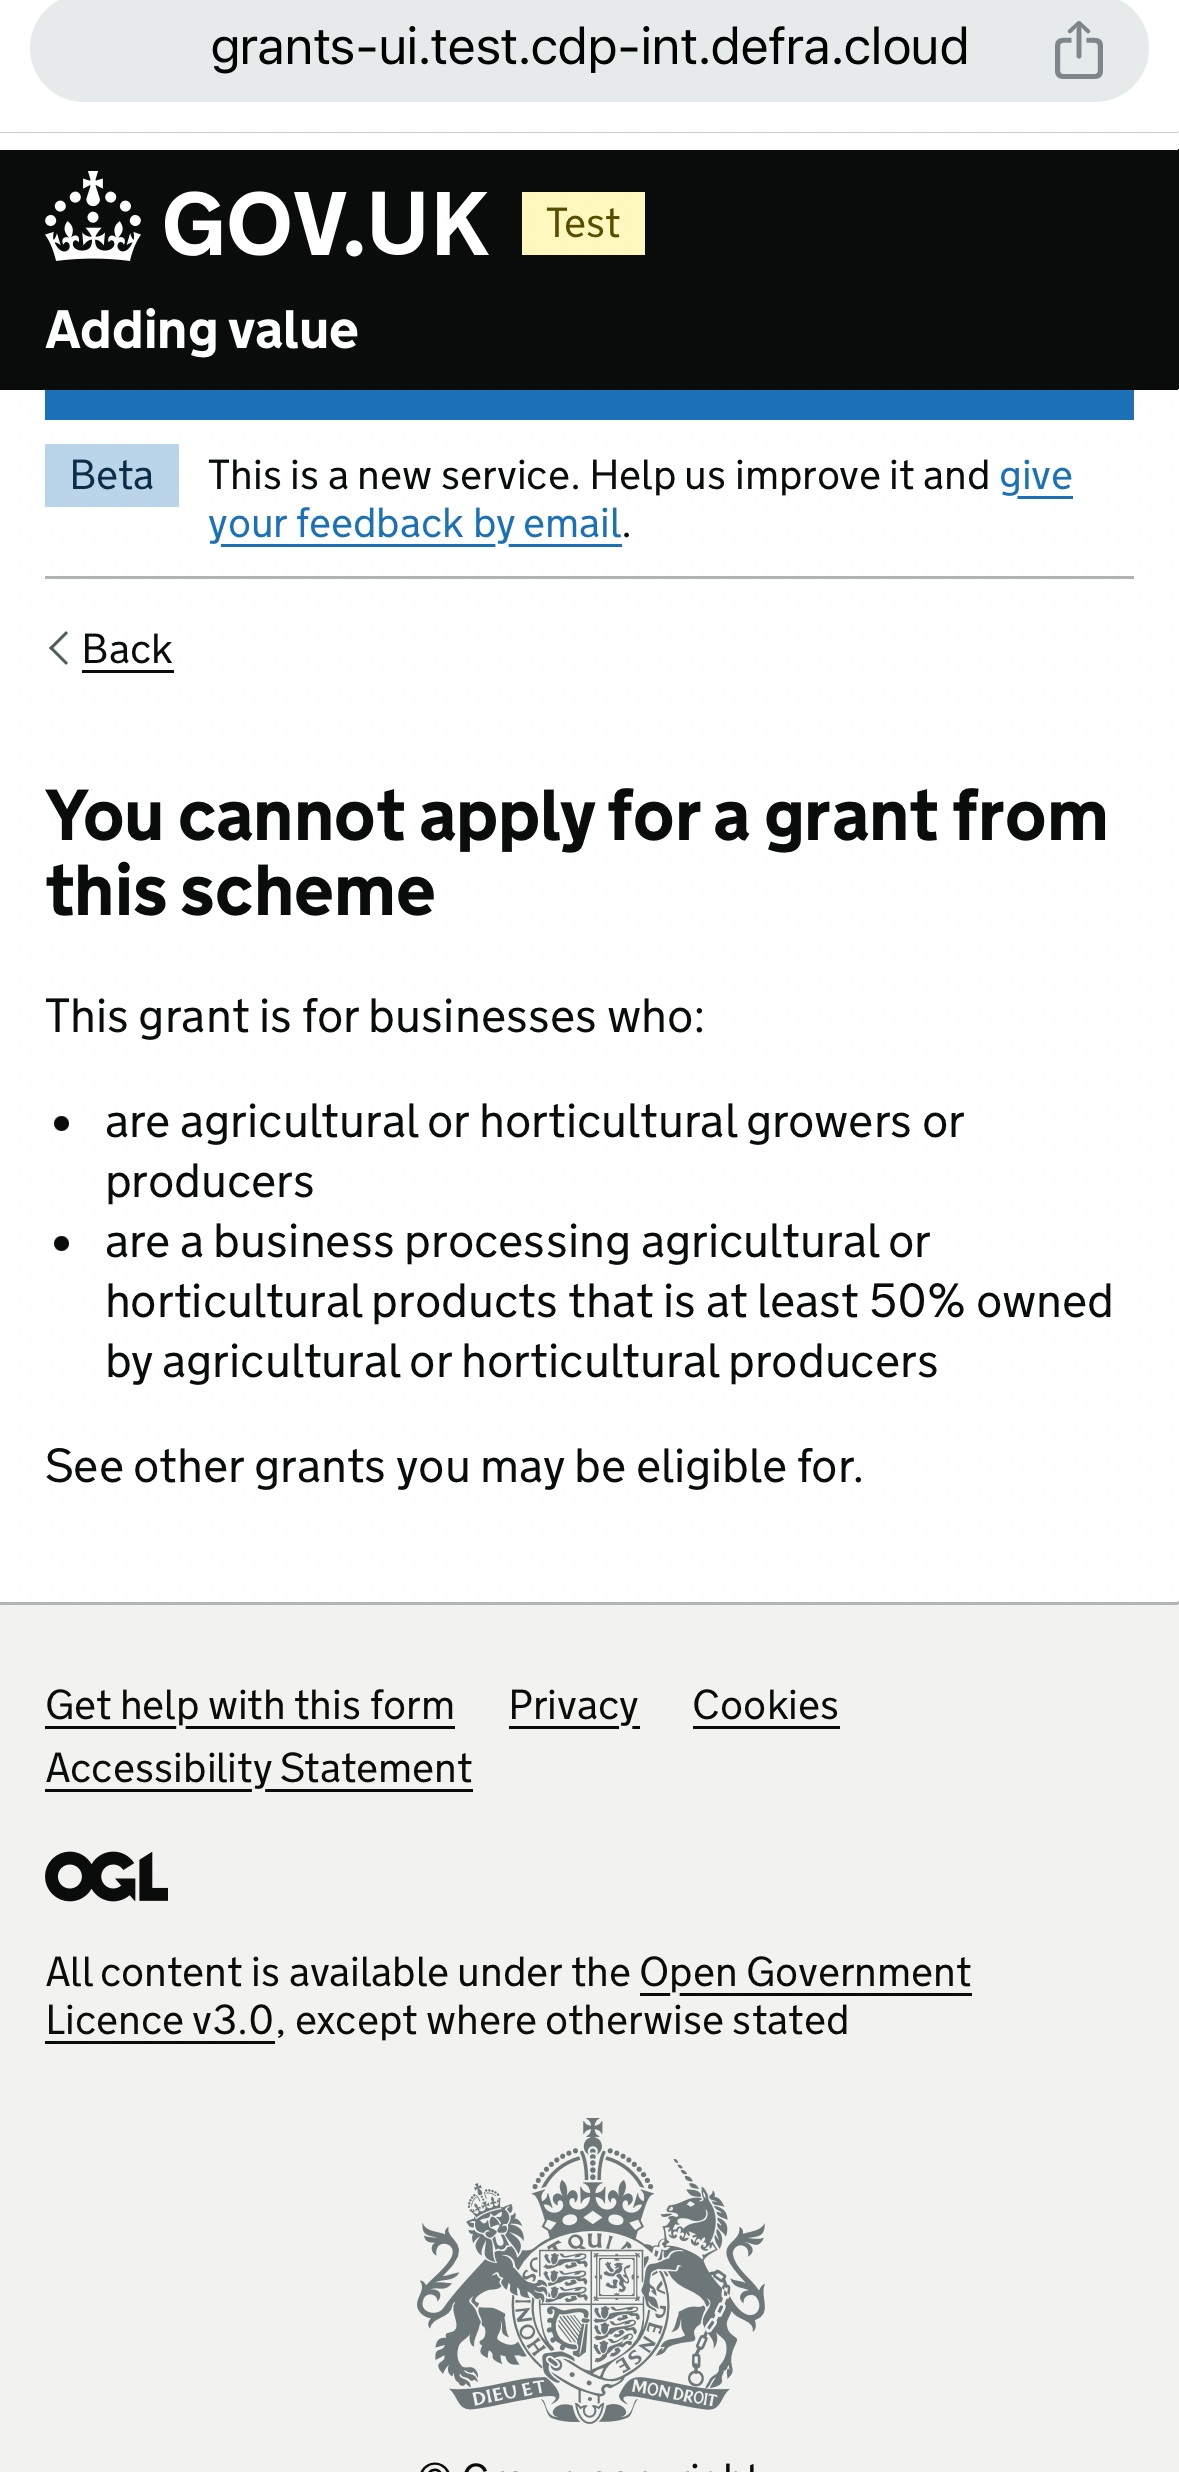 grants-ui.test.cdp-int.defra.cloud
GOV.UK Test
Adding value
Beta This is a new service. Help us improve it and give
your feedback by email.
Back
You cannot apply for a grant from
this scheme
This grant is for businesses who:
• are agricultural or horticultural growers or
producers
• are a business processing agricultural or
horticultural products that is at least 50% owned
by agricultural or horticultural producers
See other grants you may be eligible for.
Get help with this form Privacy Cookies
Accessibility Statement
OGL
All content is available under the Open Government
Licence v3.0, except where otherwise stated
QUI
HONI
PENSE
DIEU ET MON DROIT